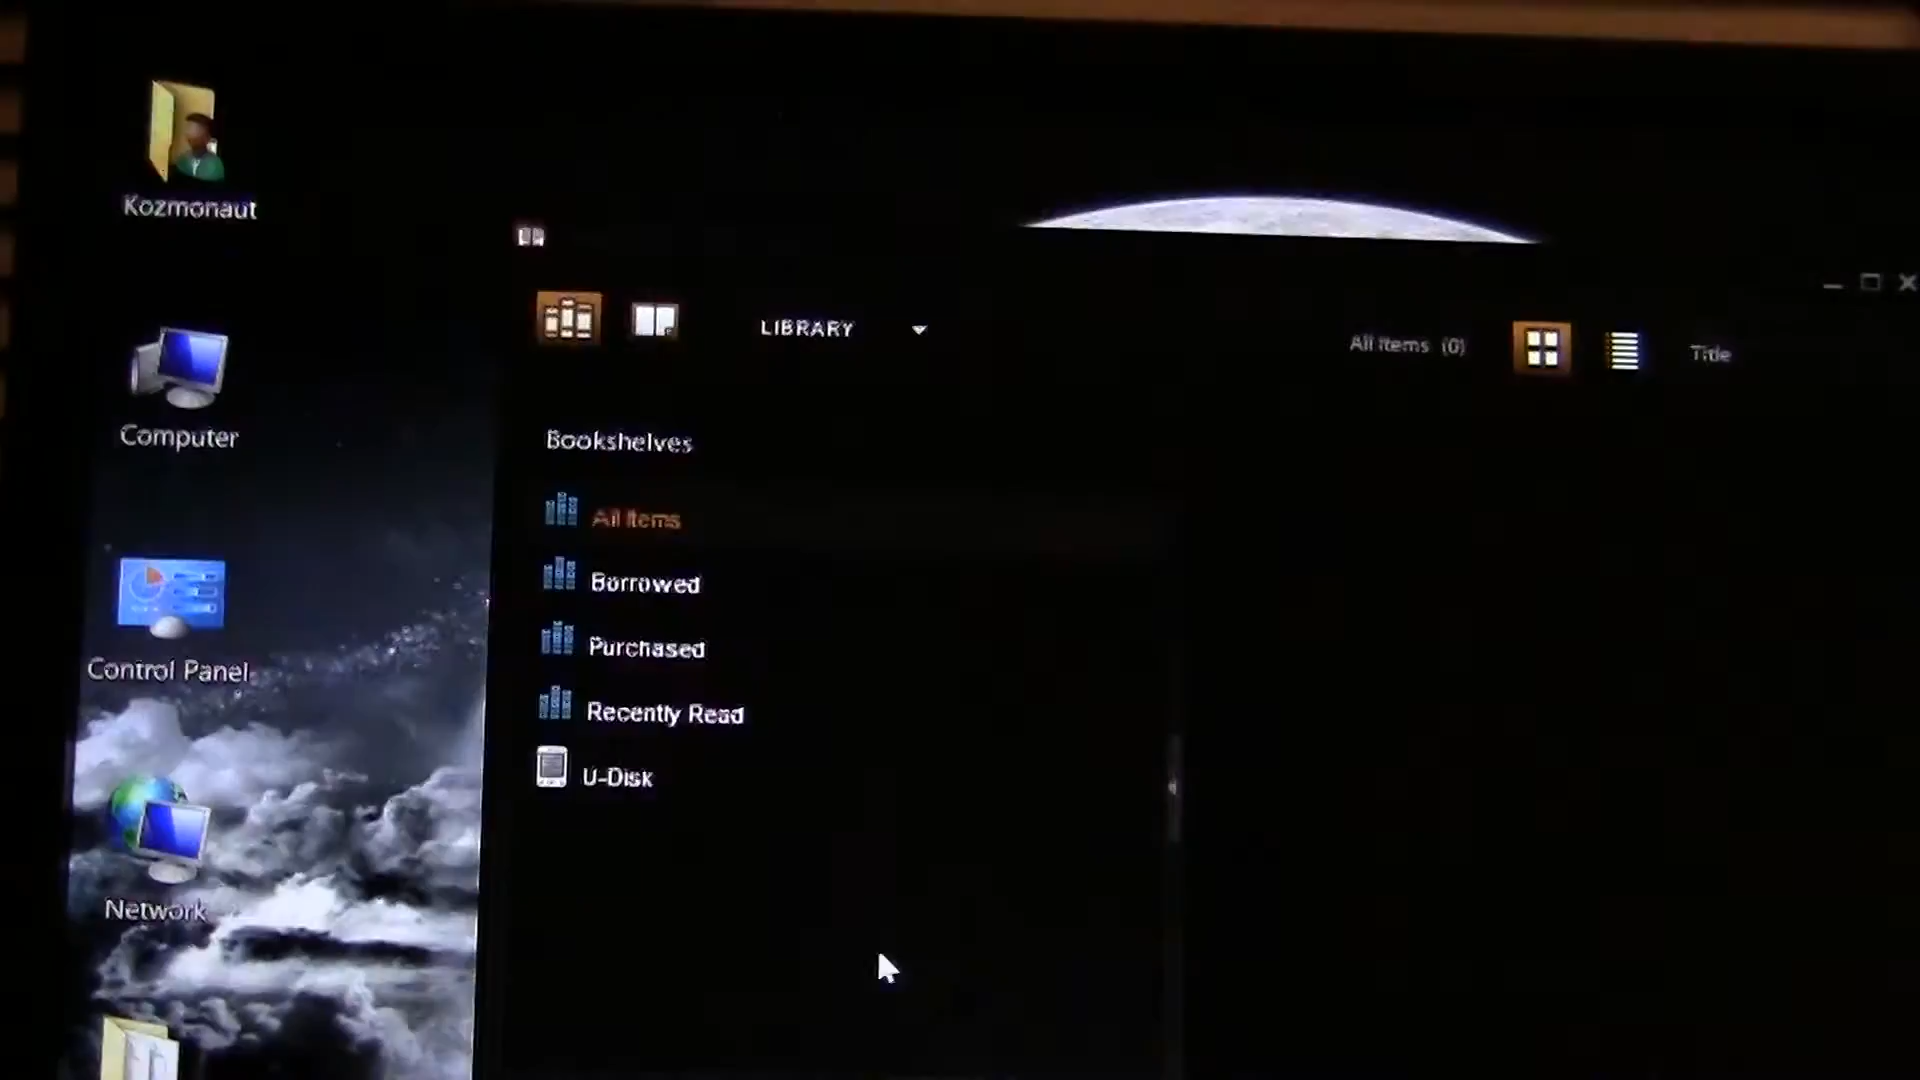 Kozmonaut
Computer
Control Panel
Network
LIBRARY
All Items (0)
Title
Bookshelves
All Items
Borrowed
Purchased
Recently Read
U-Disk